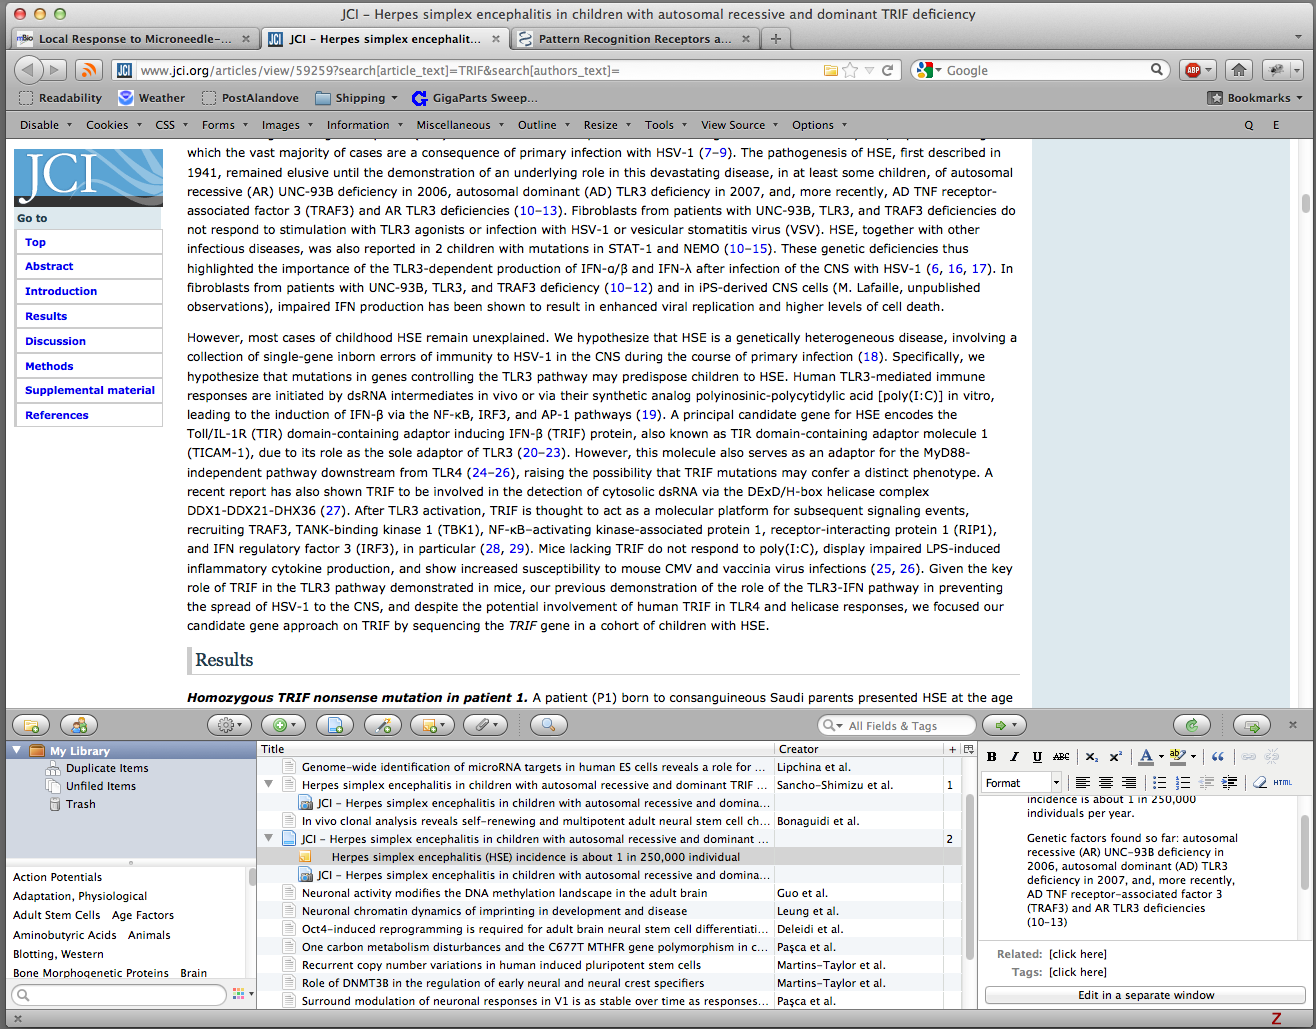 JCI – Herpes simplex encephalitis in children with autosomal recessive and dominant TRIF deficiency
mBio Local Response to Microneedle-...
JCI JCI – Herpes simplex encephalit...
Pattern Recognition Receptors a...
JCI www.jci.org/articles/view/59259?search[article_text]=TRIF&search[authors_text]=
Google
ABP
Readability Weather PostAlandove Shipping GigaParts Sweep...
Bookmarks
Disable Cookies CSS Forms Images Information Miscellaneous Outline Resize Tools View Source Options Q E
JCI
Go to
Top
Abstract
Introduction
Results
Discussion
Methods
Supplemental material
References
which the vast majority of cases are a consequence of primary infection with HSV-1 (7–9). The pathogenesis of HSE, first described in
1941, remained elusive until the demonstration of an underlying role in this devastating disease, in at least some children, of autosomal
recessive (AR) UNC-93B deficiency in 2006, autosomal dominant (AD) TLR3 deficiency in 2007, and, more recently, AD TNF receptor-
associated factor 3 (TRAF3) and AR TLR3 deficiencies (10–13). Fibroblasts from patients with UNC-93B, TLR3, and TRAF3 deficiencies do
not respond to stimulation with TLR3 agonists or infection with HSV-1 or vesicular stomatitis virus (VSV). HSE, together with other
infectious diseases, was also reported in 2 children with mutations in STAT-1 and NEMO (10–15). These genetic deficiencies thus
highlighted the importance of the TLR3-dependent production of IFN-α/β and IFN-λ after infection of the CNS with HSV-1 (6, 16, 17). In
fibroblasts from patients with UNC-93B, TLR3, and TRAF3 deficiency (10–12) and in iPS-derived CNS cells (M. Lafaille, unpublished
observations), impaired IFN production has been shown to result in enhanced viral replication and higher levels of cell death.
However, most cases of childhood HSE remain unexplained. We hypothesize that HSE is a genetically heterogeneous disease, involving a
collection of single-gene inborn errors of immunity to HSV-1 in the CNS during the course of primary infection (18). Specifically, we
hypothesize that mutations in genes controlling the TLR3 pathway may predispose children to HSE. Human TLR3-mediated immune
responses are initiated by dsRNA intermediates in vivo or via their synthetic analog polyinosinic-polycytidylic acid [poly(I:C)] in vitro,
leading to the induction of IFN-β via the NF-κB, IRF3, and AP-1 pathways (19). A principal candidate gene for HSE encodes the
Toll/IL-1R (TIR) domain-containing adaptor inducing IFN-β (TRIF) protein, also known as TIR domain-containing adaptor molecule 1
(TICAM-1), due to its role as the sole adaptor of TLR3 (20–23). However, this molecule also serves as an adaptor for the MyD88-
independent pathway downstream from TLR4 (24–26), raising the possibility that TRIF mutations may confer a distinct phenotype. A
recent report has also shown TRIF to be involved in the detection of cytosolic dsRNA via the DExD/H-box helicase complex
DDX1-DDX21-DHX36 (27). After TLR3 activation, TRIF is thought to act as a molecular platform for subsequent signaling events,
recruiting TRAF3, TANK-binding kinase 1 (TBK1), NF-κB–activating kinase-associated protein 1, receptor-interacting protein 1 (RIP1),
and IFN regulatory factor 3 (IRF3), in particular (28, 29). Mice lacking TRIF do not respond to poly(I:C), display impaired LPS-induced
inflammatory cytokine production, and show increased susceptibility to mouse CMV and vaccinia virus infections (25, 26). Given the key
role of TRIF in the TLR3 pathway demonstrated in mice, our previous demonstration of the role of the TLR3-IFN pathway in preventing
the spread of HSV-1 to the CNS, and despite the potential involvement of human TRIF in TLR4 and helicase responses, we focused our
candidate gene approach on TRIF by sequencing the TRIF gene in a cohort of children with HSE.
Results
Homozygous TRIF nonsense mutation in patient 1. A patient (P1) born to consanguineous Saudi parents presented HSE at the age
All Fields & Tags
My Library
Duplicate Items
Unfiled Items
Trash
Action Potentials
Adaptation, Physiological
Adult Stem Cells Age Factors
Aminobutyric Acids Animals
Blotting, Western
Bone Morphogenetic Proteins Brain
Title Creator +
Genome-wide identification of microRNA targets in human ES cells reveals a role for ... Lipchina et al.
Herpes simplex encephalitis in children with autosomal recessive and dominant TRIF ... Sancho-Shimizu et al. 1
JCI – Herpes simplex encephalitis in children with autosomal recessive and domina...
In vivo clonal analysis reveals self-renewing and multipotent adult neural stem cell ch... Bonaguidi et al.
JCI – Herpes simplex encephalitis in children with autosomal recessive and dominant ... 2
Herpes simplex encephalitis (HSE) incidence is about 1 in 250,000 individual
JCI – Herpes simplex encephalitis in children with autosomal recessive and domina...
Neuronal activity modifies the DNA methylation landscape in the adult brain Guo et al.
Neuronal chromatin dynamics of imprinting in development and disease Leung et al.
Oct4-induced reprogramming is required for adult brain neural stem cell differentiati... Deleidi et al.
One carbon metabolism disturbances and the C677T MTHFR gene polymorphism in c... Paşca et al.
Recurrent copy number variations in human induced pluripotent stem cells Martins-Taylor et al.
Role of DNMT3B in the regulation of early neural and neural crest specifiers Martins-Taylor et al.
Surround modulation of neuronal responses in V1 is as stable over time as responses... Paşca et al.
B I U ABC X₂ X² A ab
Format HTML
incidence is about 1 in 250,000
individuals per year.
Genetic factors found so far: autosomal
recessive (AR) UNC-93B deficiency in
2006, autosomal dominant (AD) TLR3
deficiency in 2007, and, more recently,
AD TNF receptor-associated factor 3
(TRAF3) and AR TLR3 deficiencies
(10–13)
Related: [click here]
Tags: [click here]
Edit in a separate window
Z